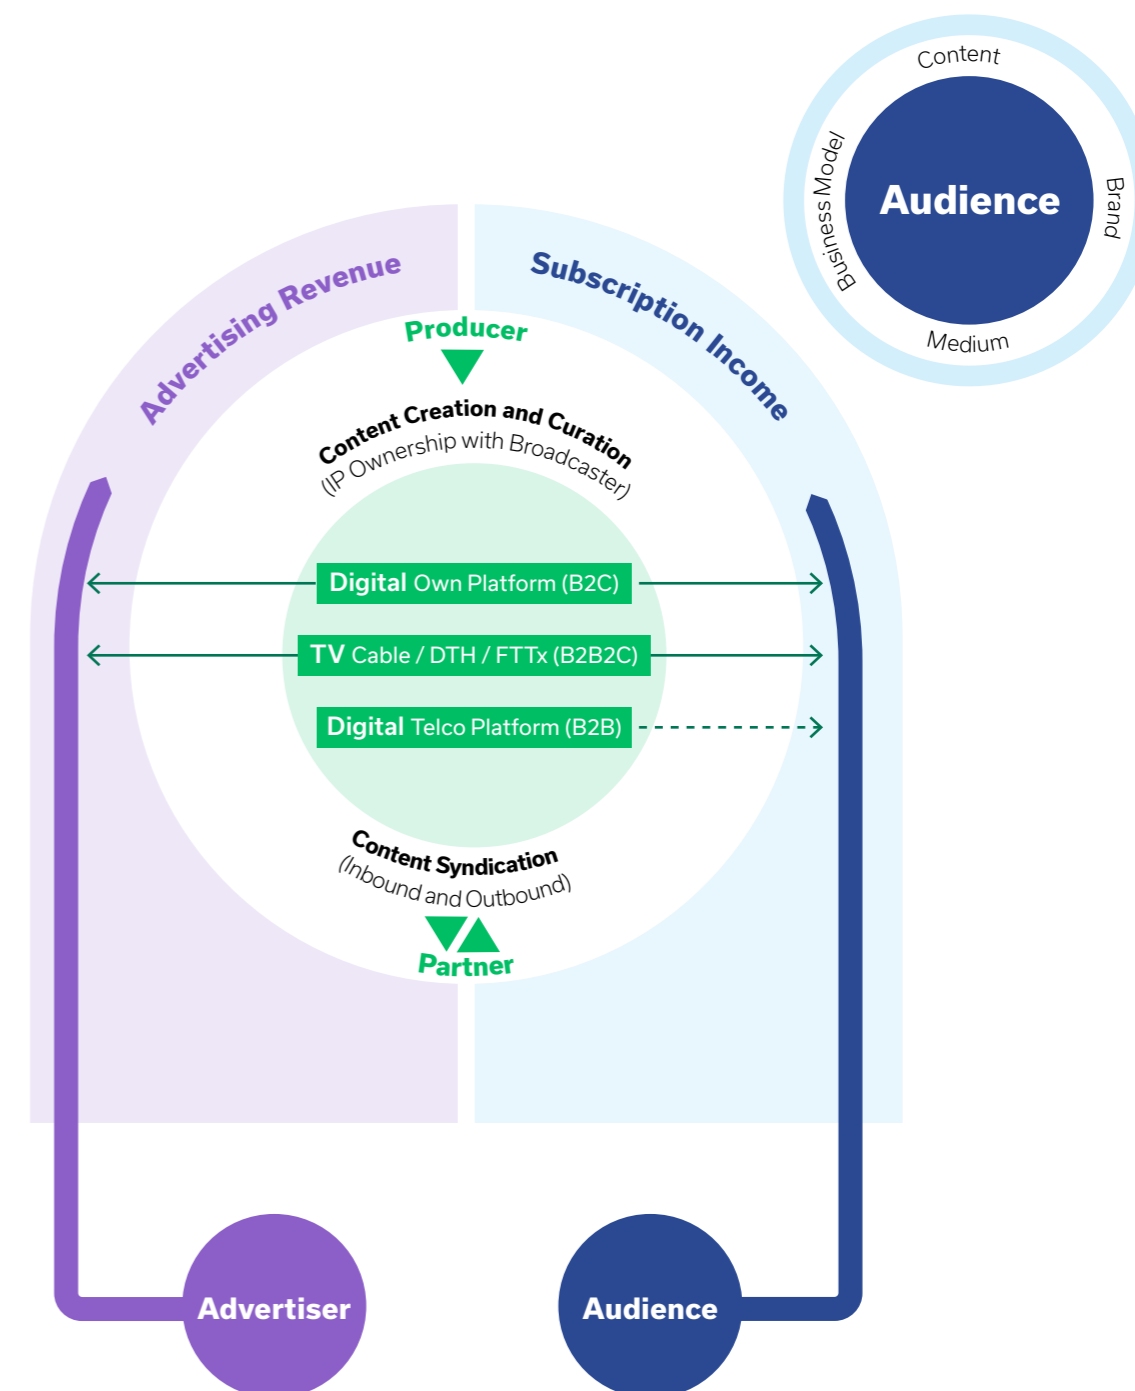 Content
Business Model
Audience
Brand
Medium
Advertising Revenue
Subscription Income
Producer
Content Creation and Curation
(IP Ownership with Broadcaster)
Digital Own Platform (B2C)
TV Cable / DTH / FTTx (B2B2C)
Digital Telco Platform (B2B)
Content Syndication
(Inbound and Outbound)
Partner
Advertiser
Audience